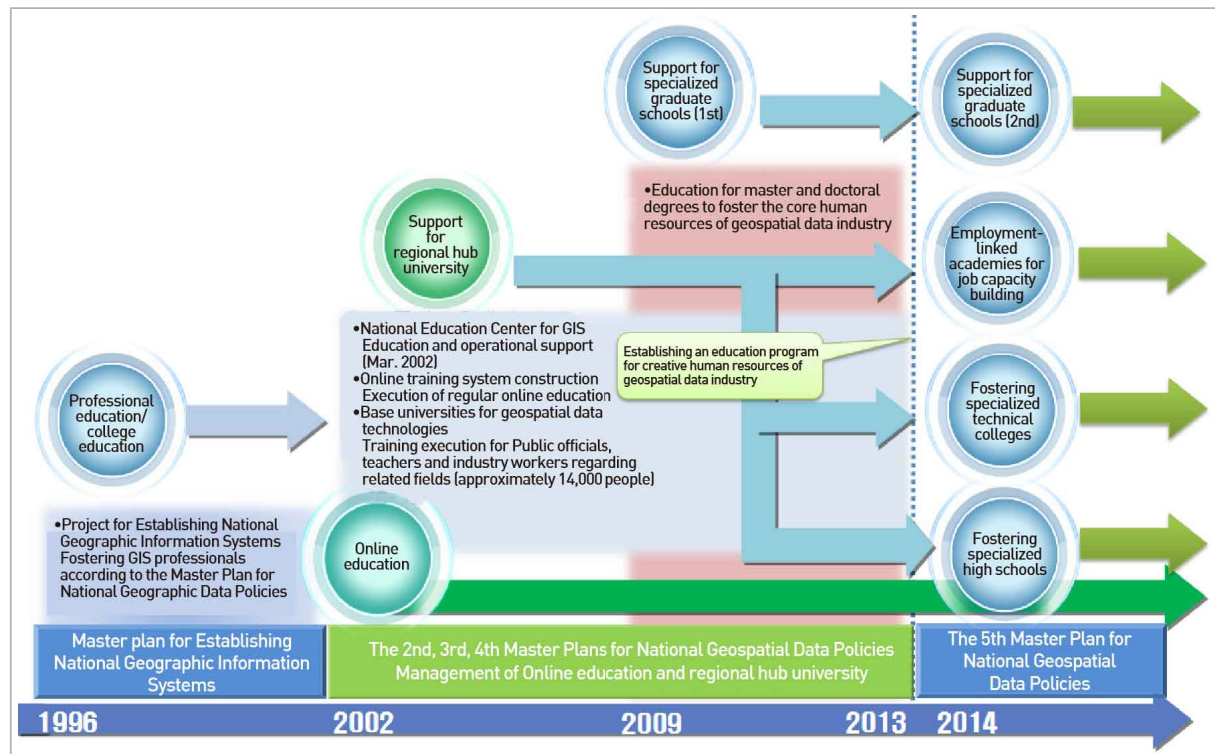 Support for
specialized
graduate
schools (1st)
Support for
specialized
graduate
schools (2nd)
•Education for master and doctoral
degrees to foster the core human
resources of geospatial data industry
Support
for
regional hub
university
Employment-
linked
academies for
job capacity
building
•National Education Center for GIS
Education and operational support
(Mar. 2002)
•Online training system construction
Execution of regular online education
•Base universities for geospatial data
technologies
Training execution for Public officials,
teachers and industry workers regarding
related fields (approximately 14,000 people)
Establishing an education program
for creative human resources of
geospatial data industry
Professional
education/
college
education
Fostering
specialized
technical
colleges
•Project for Establishing National
Geographic Information Systems
Fostering GIS professionals
according to the Master Plan for
National Geographic Data Policies
Online
education
Fostering
specialized
high schools
Master plan for Establishing
National Geographic Information
Systems
The 2nd, 3rd, 4th Master Plans for National Geospatial Data Policies
Management of Online education and regional hub university
The 5th Master Plan for
National Geospatial
Data Policies
1996
2002
2009
2013
2014